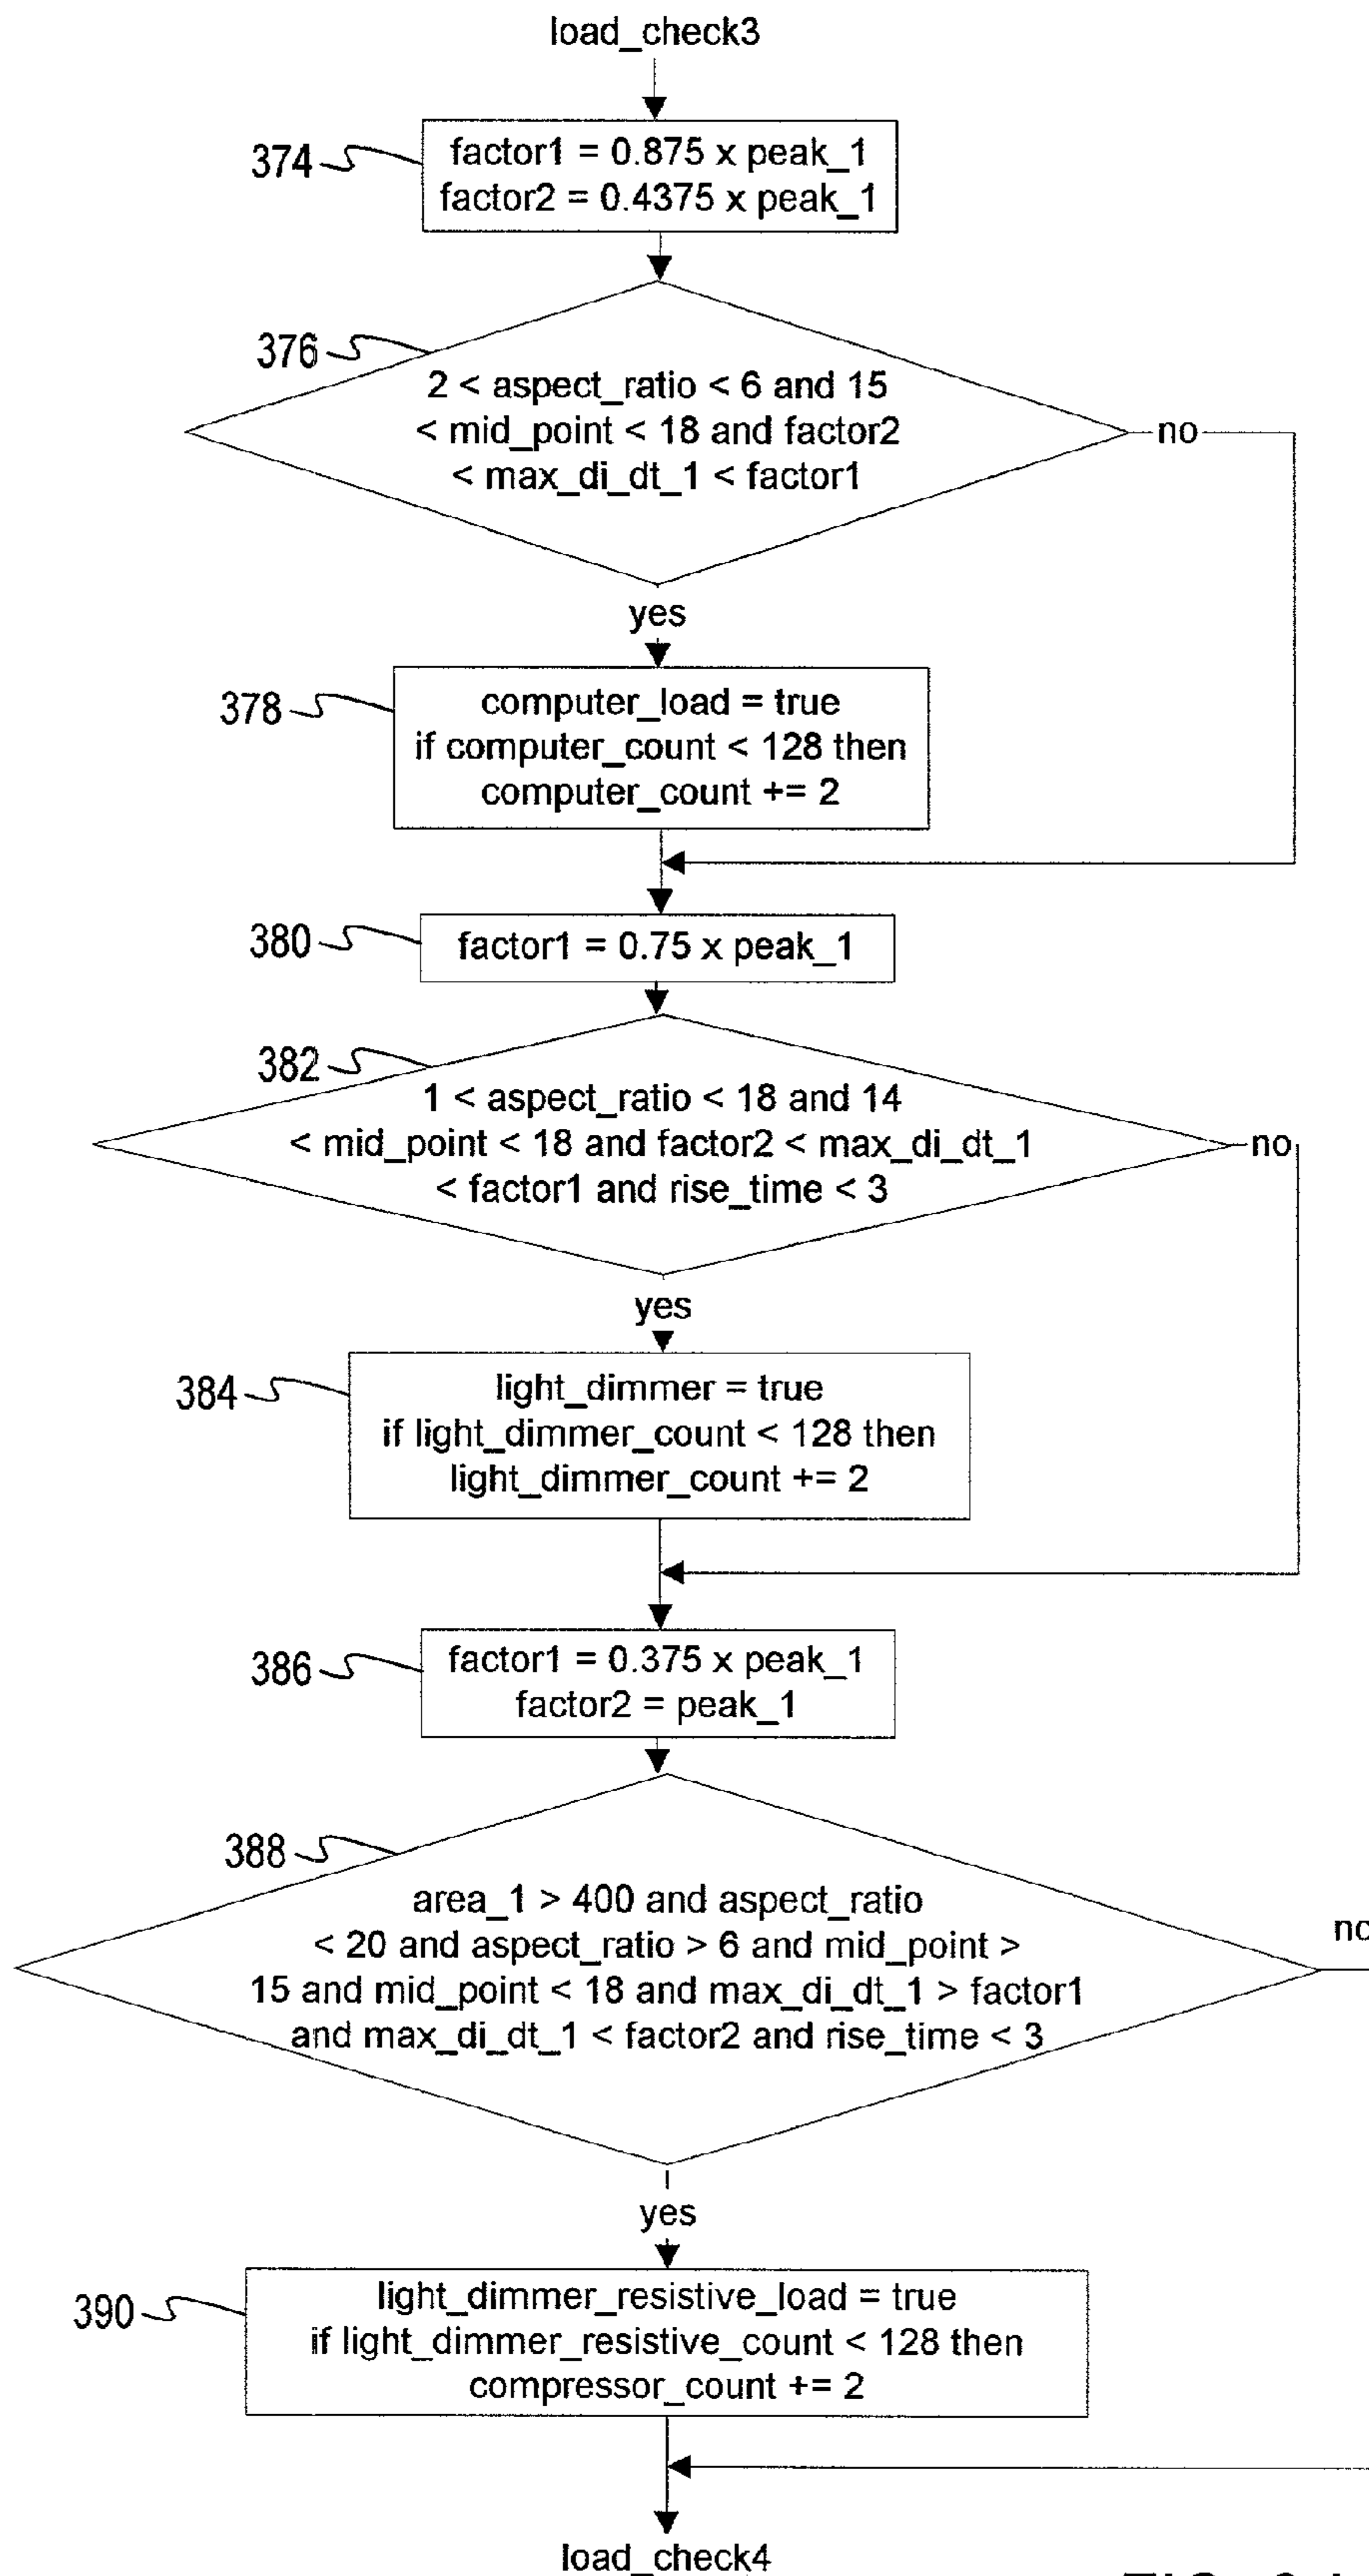 load_check3
374
factor1 = 0.875 x peak_1
factor2 = 0.4375 x peak_1
376
2 < aspect_ratio < 6 and 15
< mid_point < 18 and factor2
< max_di_dt_1 < factor1
no
yes
378
computer_load = true
if computer_count < 128 then
computer_count += 2
380
factor1 = 0.75 x peak_1
382
1 < aspect_ratio < 18 and 14
< mid_point < 18 and factor2 < max_di_dt_1
< factor1 and rise_time < 3
no
yes
384
light_dimmer = true
if light_dimmer_count < 128 then
light_dimmer_count += 2
386
factor1 = 0.375 x peak_1
factor2 = peak_1
388
area_1 > 400 and aspect_ratio
< 20 and aspect_ratio > 6 and mid_point >
15 and mid_point < 18 and max_di_dt_1 > factor1
and max_di_dt_1 < factor2 and rise_time < 3
no
yes
390
light_dimmer_resistive_load = true
if light_dimmer_resistive_count < 128 then
compressor_count += 2
load_check4